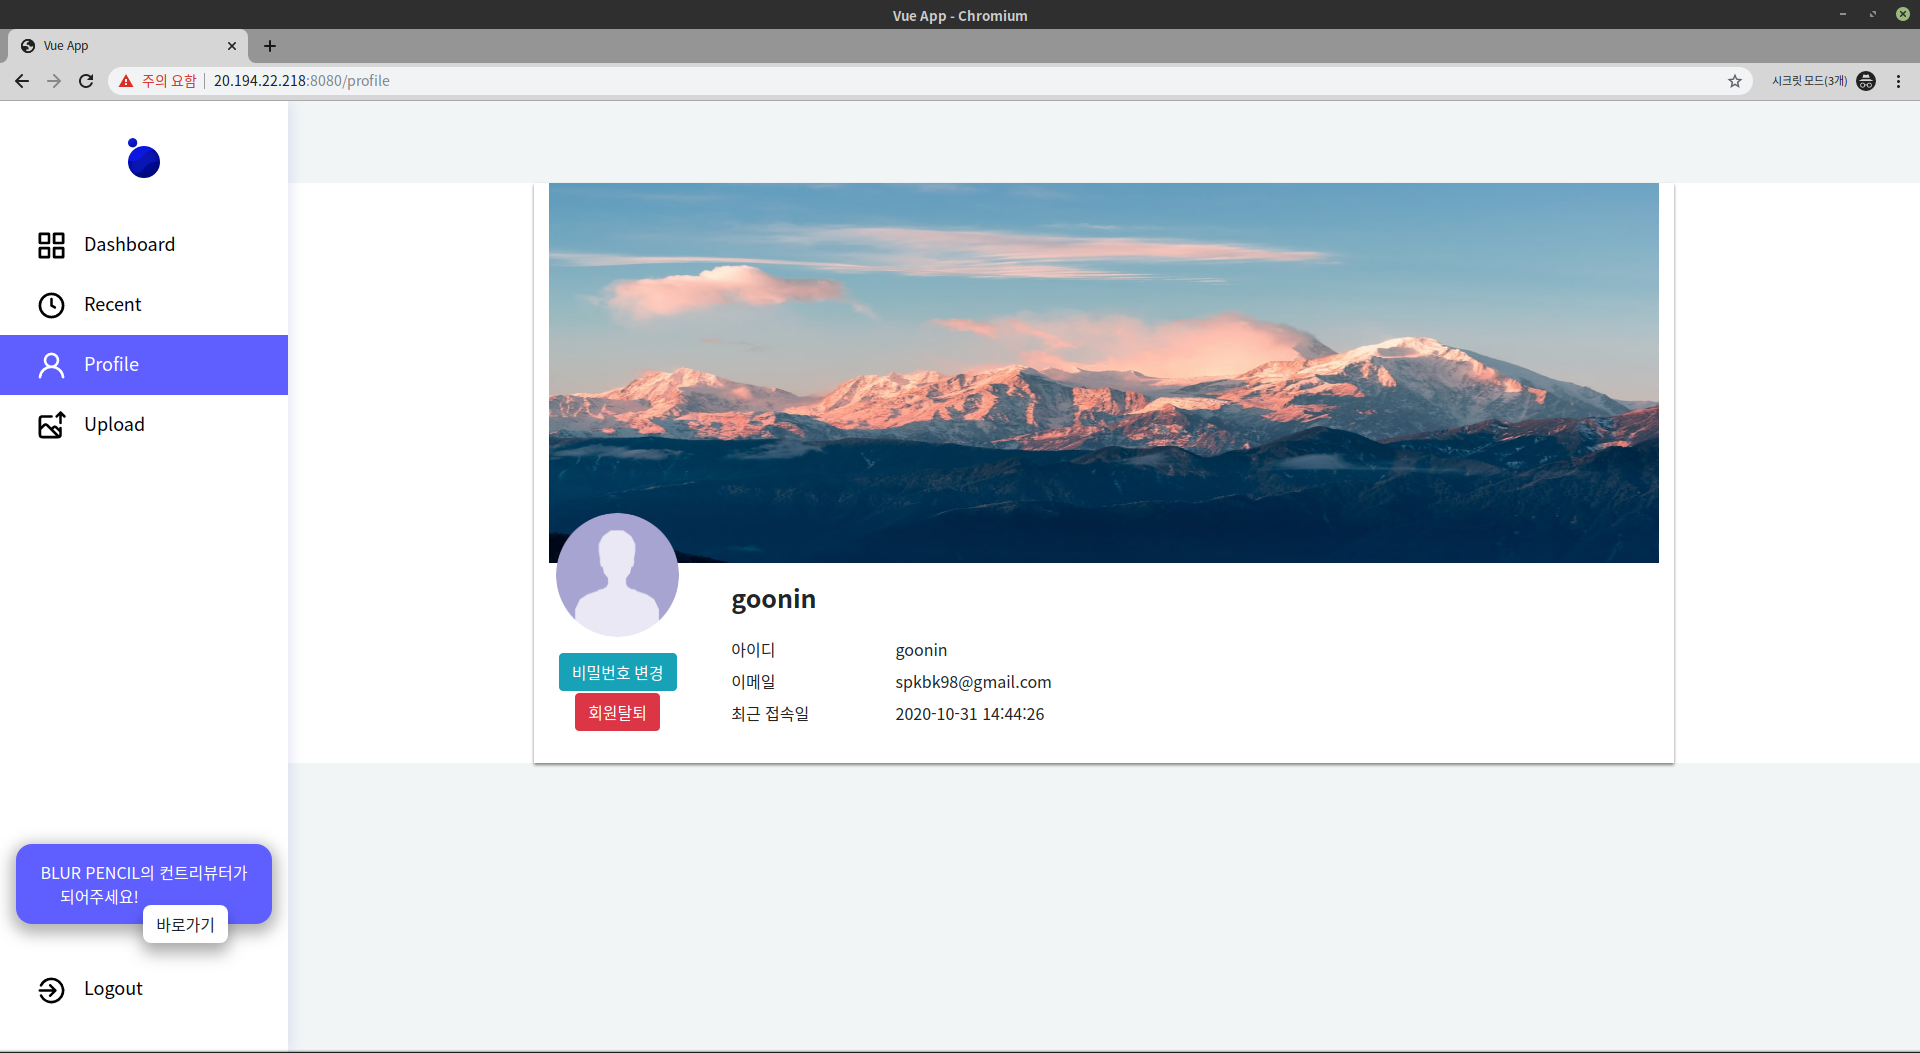 Vue App - Chromium
Vue App
주의 요함 20.194.22.218:8080/profile
시크릿 모드(3개)
Dashboard
Recent
Profile
Upload
BLUR PENCIL의 컨트리뷰터가
되어주세요!
바로가기
Logout
goonin
비밀번호 변경
회원탈퇴
아이디 goonin
이메일 spkbk98@gmail.com
최근 접속일 2020-10-31 14:44:26